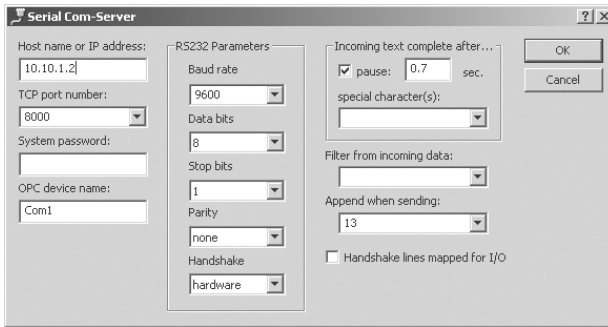 Serial Com-Server
Host name or IP address:
10.10.1.2
TCP port number:
8000
System password:
OPC device name:
Com1
RS232 Parameters
Baud rate
9600
Data bits
8
Stop bits
1
Parity
none
Handshake
hardware
Incoming text complete after...
pause: 0.7 sec.
special character(s):
Filter from incoming data:
Append when sending:
13
Handshake lines mapped for I/O
OK
Cancel